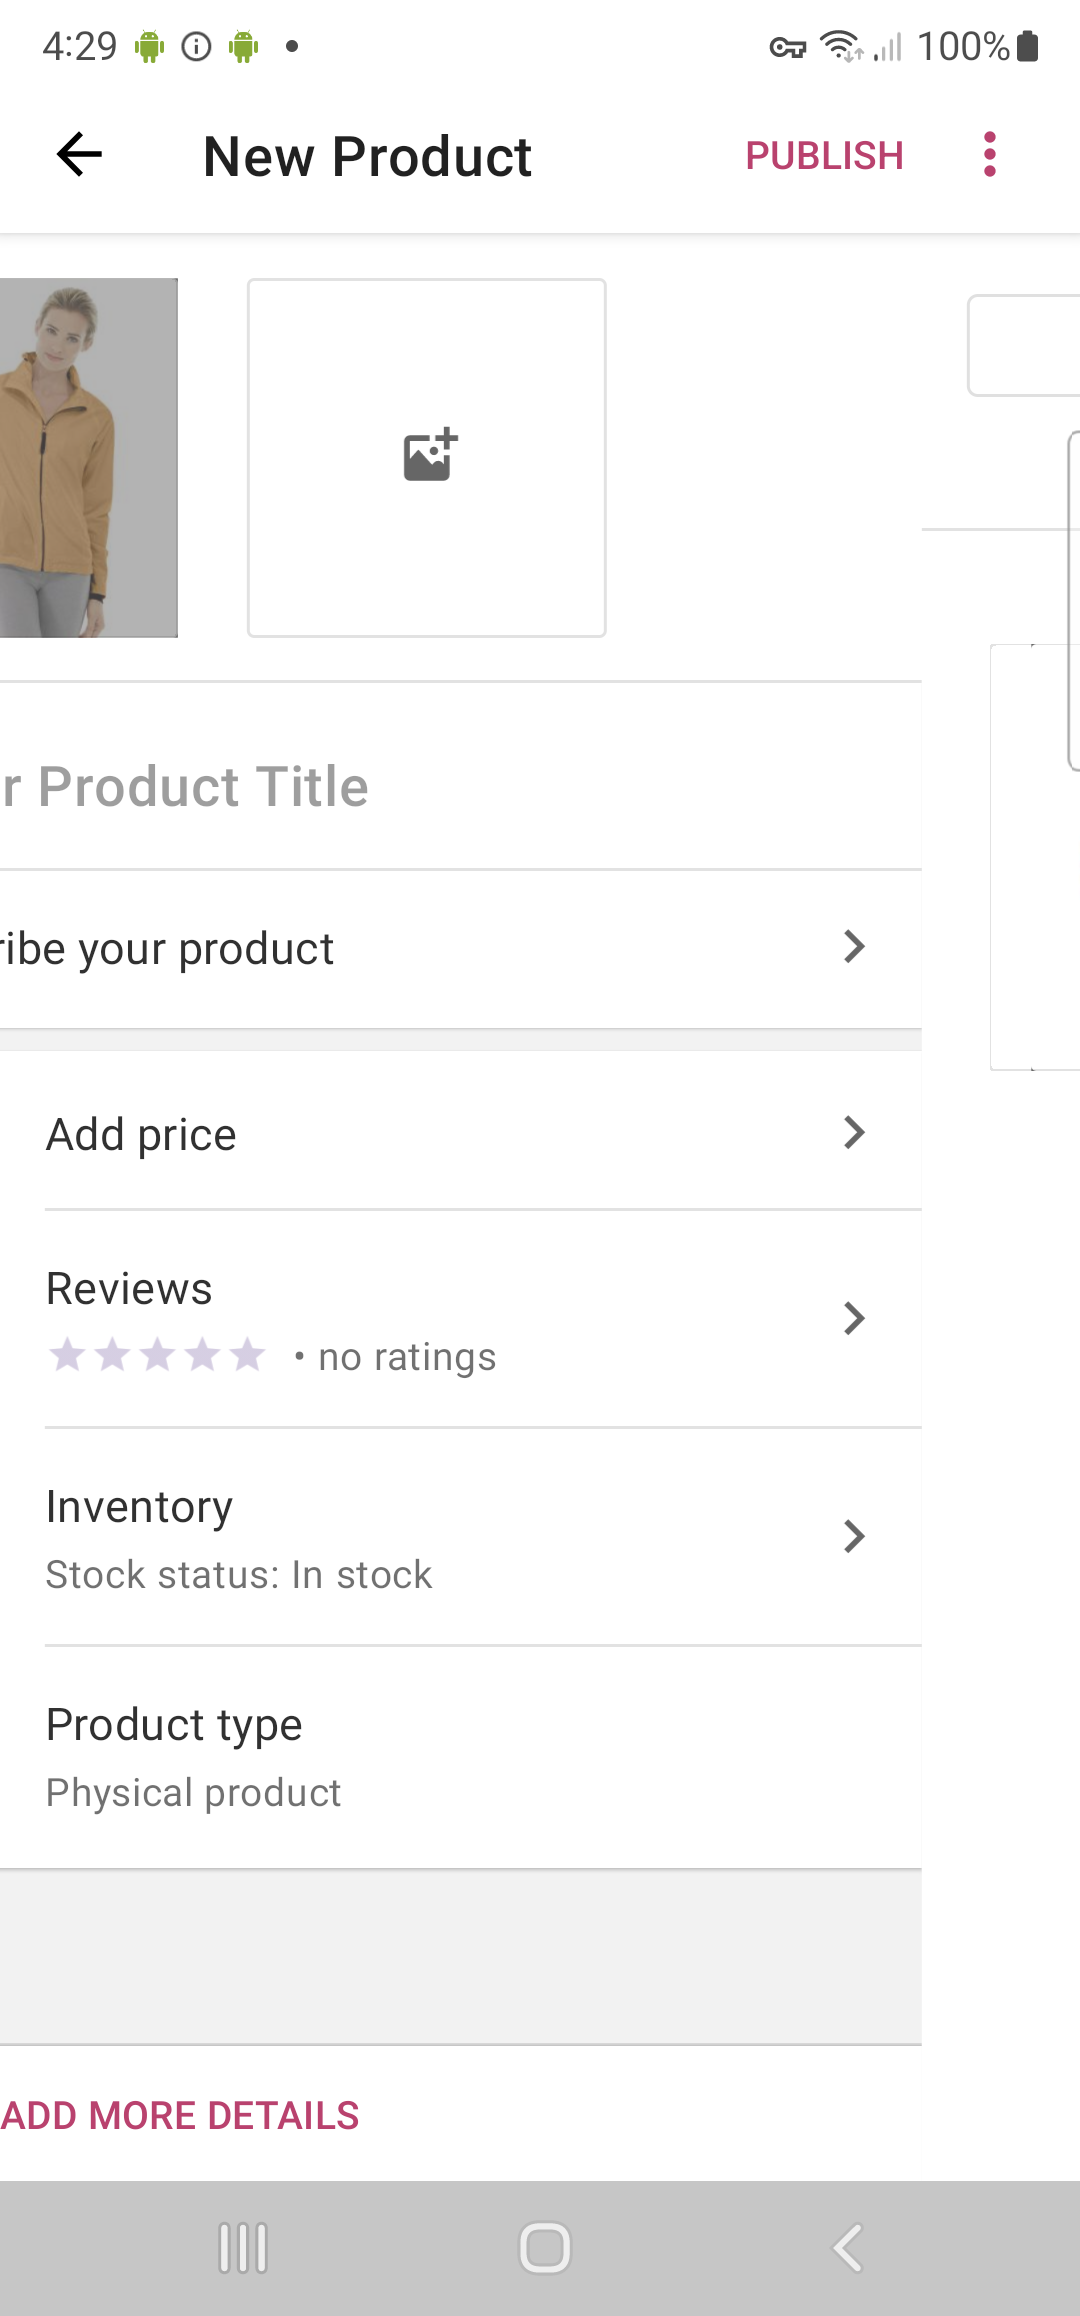 4:29
100%
New Product
PUBLISH
r Product Title
ribe your product
Add price
Reviews
• no ratings
Inventory
Stock status: In stock
Product type
Physical product
ADD MORE DETAILS